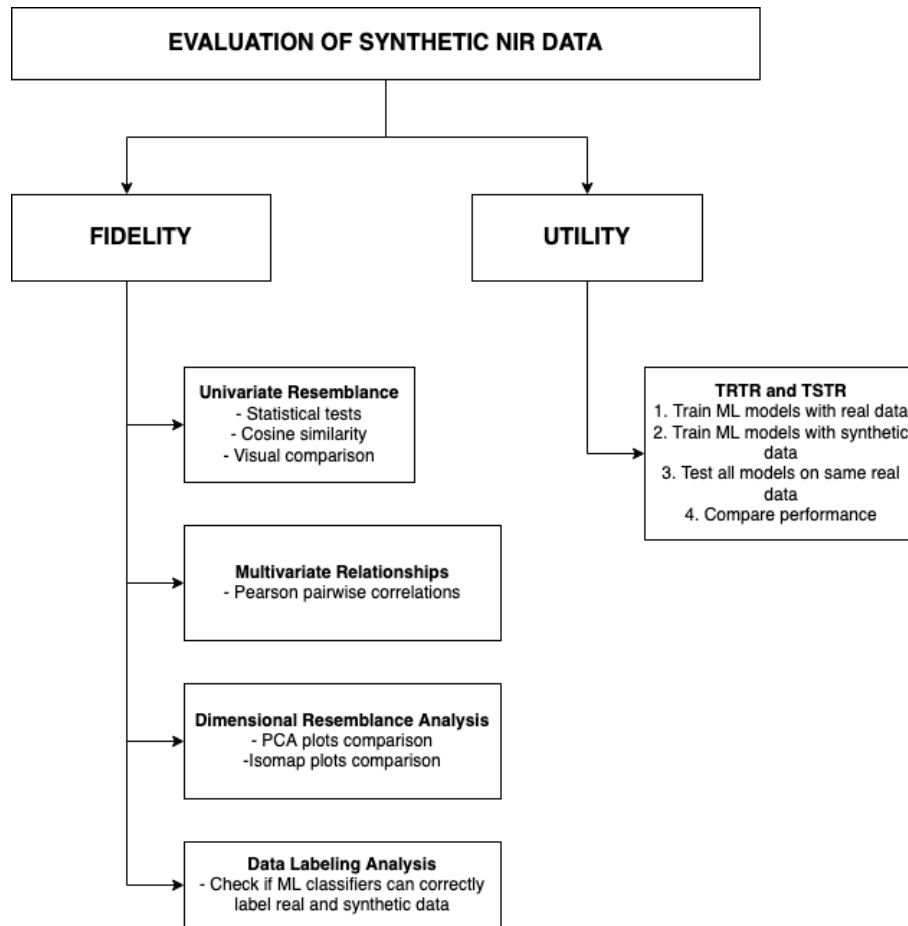 EVALUATION OF SYNTHETIC NIR DATA
FIDELITY
UTILITY
Univariate Resemblance
- Statistical tests
- Cosine similarity
- Visual comparison
TRTR and TSTR
1. Train ML models with real data
2. Train ML models with synthetic
data
3. Test all models on same real
data
4. Compare performance
Multivariate Relationships
- Pearson pairwise correlations
Dimensional Resemblance Analysis
- PCA plots comparison
-Isomap plots comparison
Data Labeling Analysis
- Check if ML classifiers can correctly
label real and synthetic data